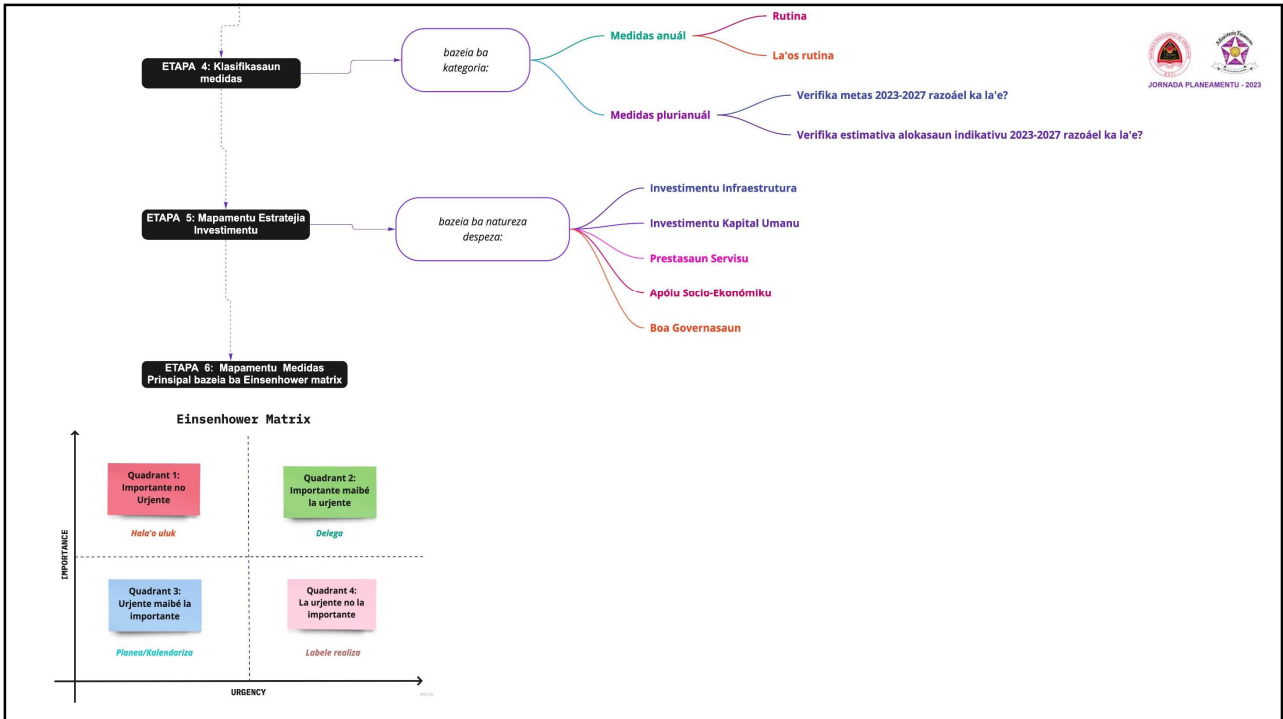 ETAPA 4: Klasifikasaun
medidas
bazeia ba
kategoria:
Medidas anuál
Rutina
La'os rutina
Medidas plurianuál
Verifika metas 2023-2027 razoáel ka la'e?
Verifika estimativa alokasaun indikativu 2023-2027 razoáel ka la'e?
JORNADA PLANEAMENTU - 2023
ETAPA 5: Mapamentu Estratejia
Investimentu
bazeia ba natureza
despeza:
Investimentu Infraestrutura
Investimentu Kapital Umanu
Prestasaun Servisu
Apóiu Socio-Ekonómiku
Boa Governasaun
ETAPA 6: Mapamentu Medidas
Prinsipal bazeia ba Einsenhower matrix
Einsenhower Matrix
IMPORTANCE
Quadrant 1:
Importante no
Urjente
Hala'o uluk
Quadrant 2:
Importante maibé
la urjente
Delega
Quadrant 3:
Urjente maibé la
importante
Planea/Kalendariza
Quadrant 4:
La urjente no la
importante
Labele realiza
URGENCY
miro